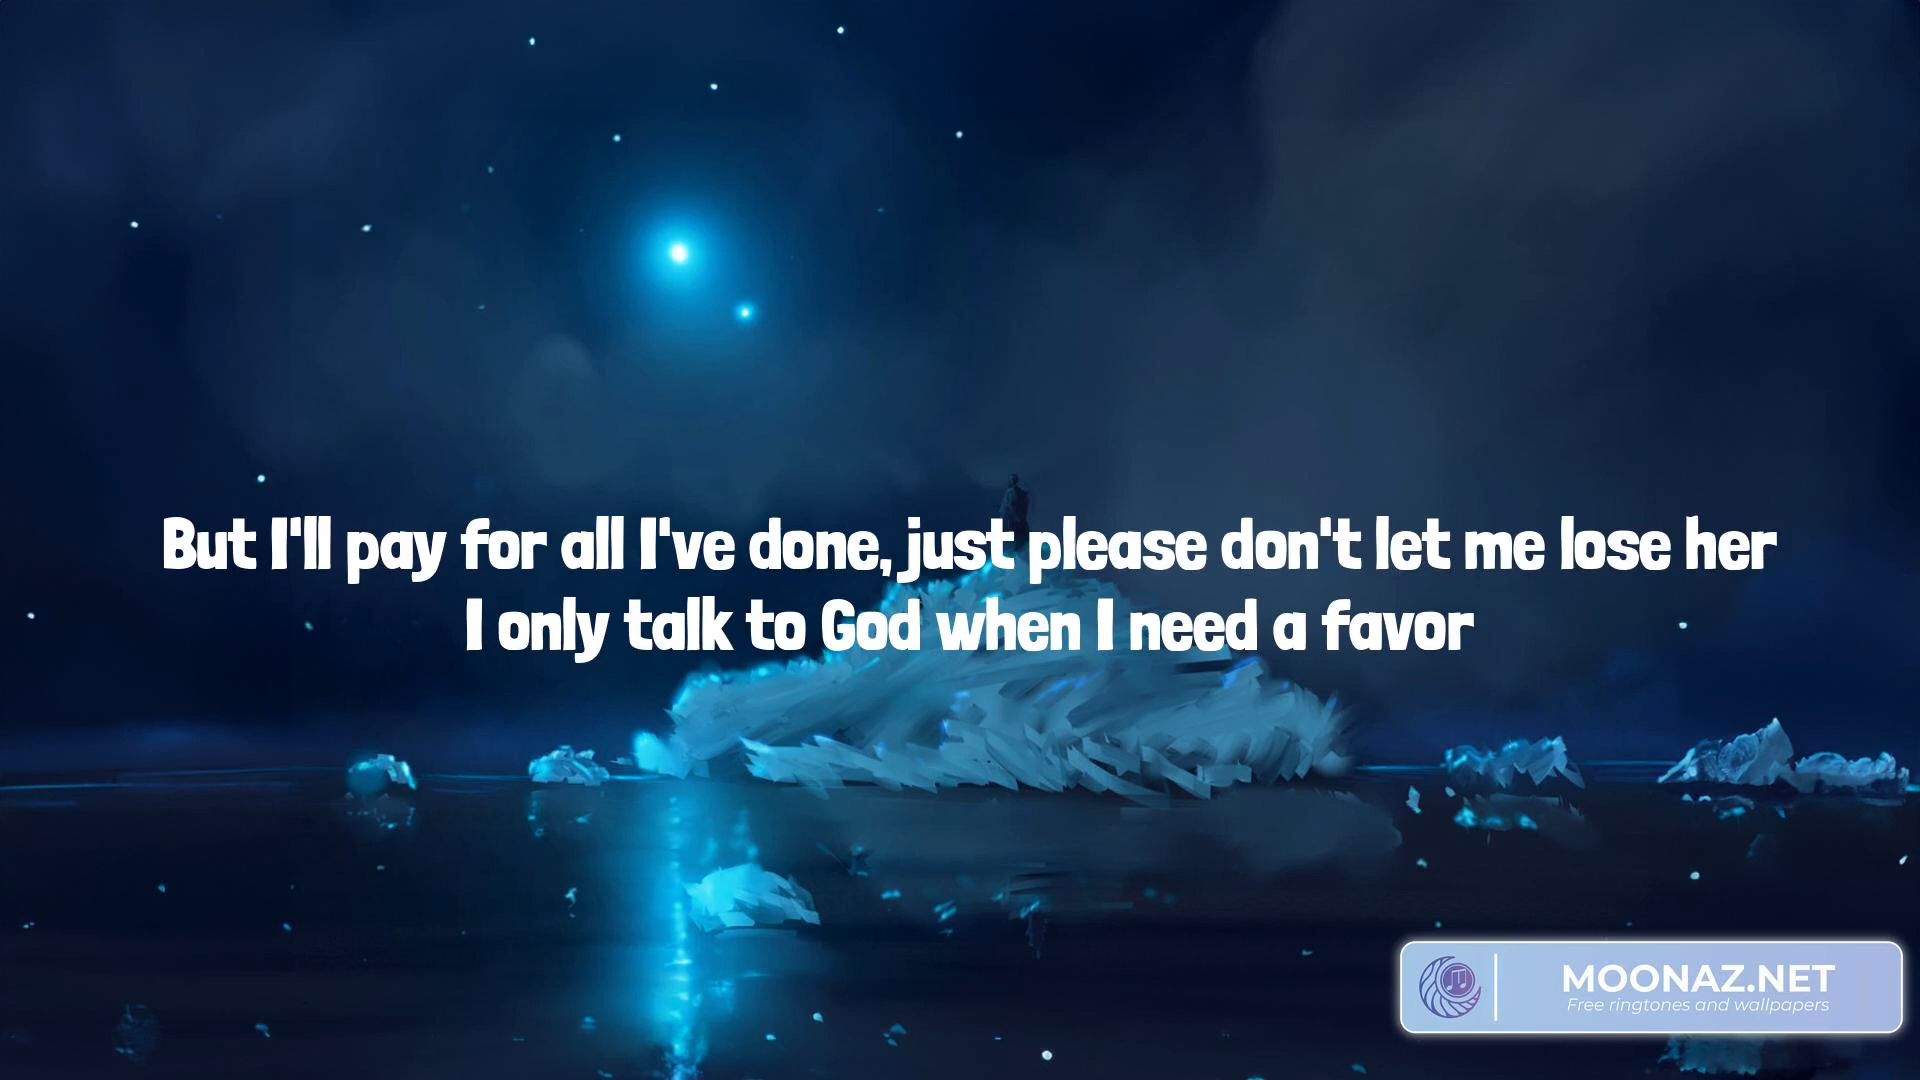 But I'll pay for all I've done, just please don't let me lose her
I only talk to God when I need a favor
MOONAZ.NET
Free ringtones and wallpapers